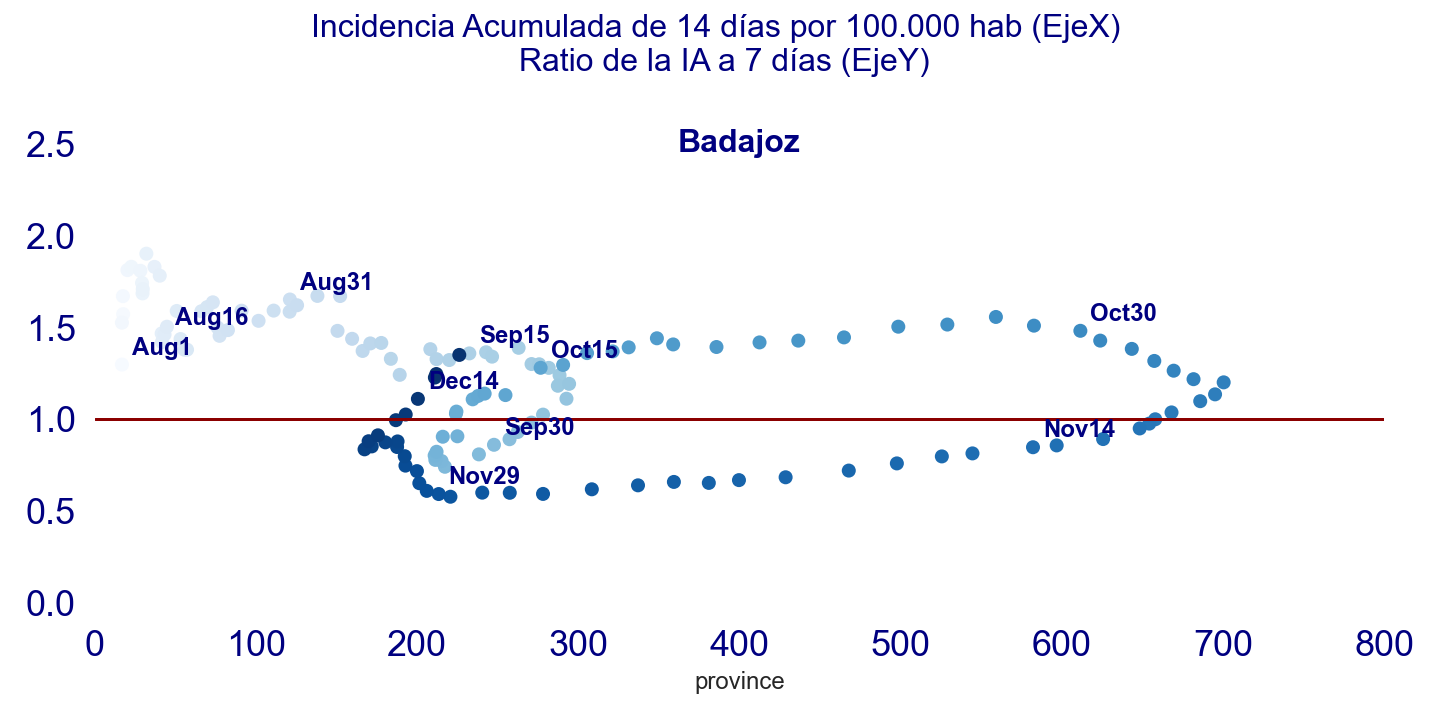 Incidencia Acumulada de 14 días por 100.000 hab (EjeX)
Ratio de la IA a 7 días (EjeY)
Badajoz
2.5
2.0
1.5
1.0
0.5
0.0
Aug31
Aug16
Aug1
Sep15
Oct15
Oct30
Dec14
Sep30
Nov14
Nov29
0 100 200 300 400 500 600 700 800
province